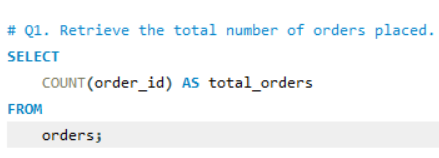 # Q1. Retrieve the total number of orders placed.
SELECT
    COUNT(order_id) AS total_orders
FROM
    orders;